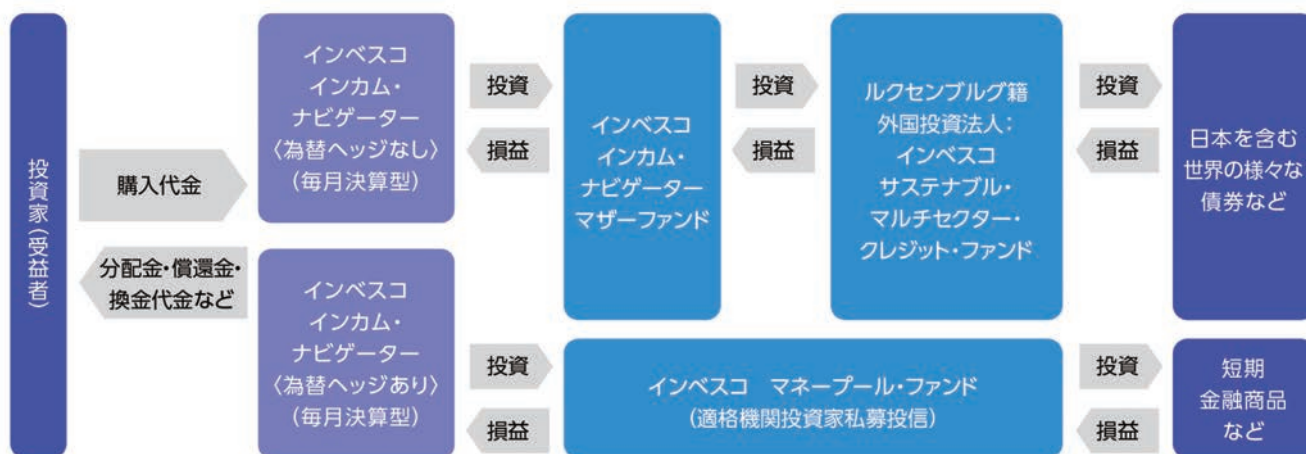 投資家(受益者)
購入代金
分配金・償還金・
換金代金など
インベスコ
インカム・
ナビゲーター
〈為替ヘッジなし〉
(毎月決算型)
インベスコ
インカム・
ナビゲーター
〈為替ヘッジあり〉
(毎月決算型)
投資
損益
インベスコ
インカム・
ナビゲーター
マザーファンド
投資
損益
ルクセンブルグ籍
外国投資法人:
インベスコ
サステナブル・
マルチセクター・
クレジット・ファンド
投資
損益
日本を含む
世界の様々な
債券など
投資
損益
インベスコ　マネープール・ファンド
(適格機関投資家私募投信)
投資
損益
短期
金融商品
など